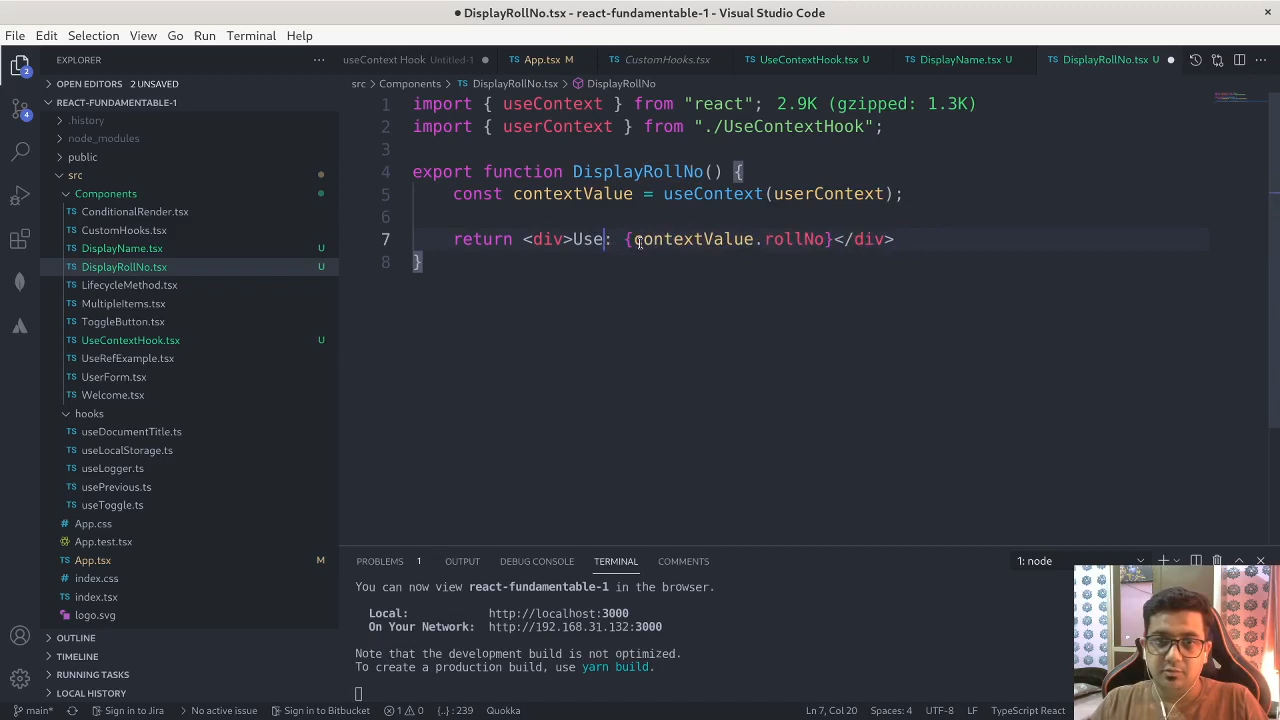 DisplayRollNo.tsx - react-fundamentable-1 - Visual Studio Code
File Edit Selection View Go Run Terminal Help
EXPLORER
useContext Hook Untitled-1
App.tsx M
CustomHooks.tsx
UseContextHook.tsx U
DisplayName.tsx U
DisplayRollNo.tsx U
OPEN EDITORS 2 UNSAVED
src > Components > DisplayRollNo.tsx > DisplayRollNo
REACT-FUNDAMENTABLE-1
.history
node_modules
public
src
Components
ConditionalRender.tsx
CustomHooks.tsx
DisplayName.tsx U
DisplayRollNo.tsx U
LifecycleMethod.tsx
MultipleItems.tsx
ToggleButton.tsx
UseContextHook.tsx U
UseRefExample.tsx
UserForm.tsx
Welcome.tsx
hooks
useDocumentTitle.ts
useLocalStorage.ts
useLogger.ts
usePrevious.ts
useToggle.ts
App.css
App.test.tsx
App.tsx M
index.css
index.tsx
logo.svg
OUTLINE
TIMELINE
RUNNING TASKS
LOCAL HISTORY
2
4
1 import { useContext } from "react"; 2.9K (gzipped: 1.3K)
2 import { userContext } from "./UseContextHook";
3
4 export function DisplayRollNo() {
5 const contextValue = useContext(userContext);
6
7 return <div>Use: {contextValue.rollNo}</div>
8 }
PROBLEMS 1 OUTPUT DEBUG CONSOLE TERMINAL COMMENTS 1: node
You can now view react-fundamentable-1 in the browser.
Local: http://localhost:3000
On Your Network: http://192.168.31.132:3000
Note that the development build is not optimized.
To create a production build, use yarn build.
main* Sign in to Jira No active issue Sign in to Bitbucket 1 0 {..} : 239 Quokka Ln 7, Col 20 Spaces: 4 UTF-8 LF TypeScript React